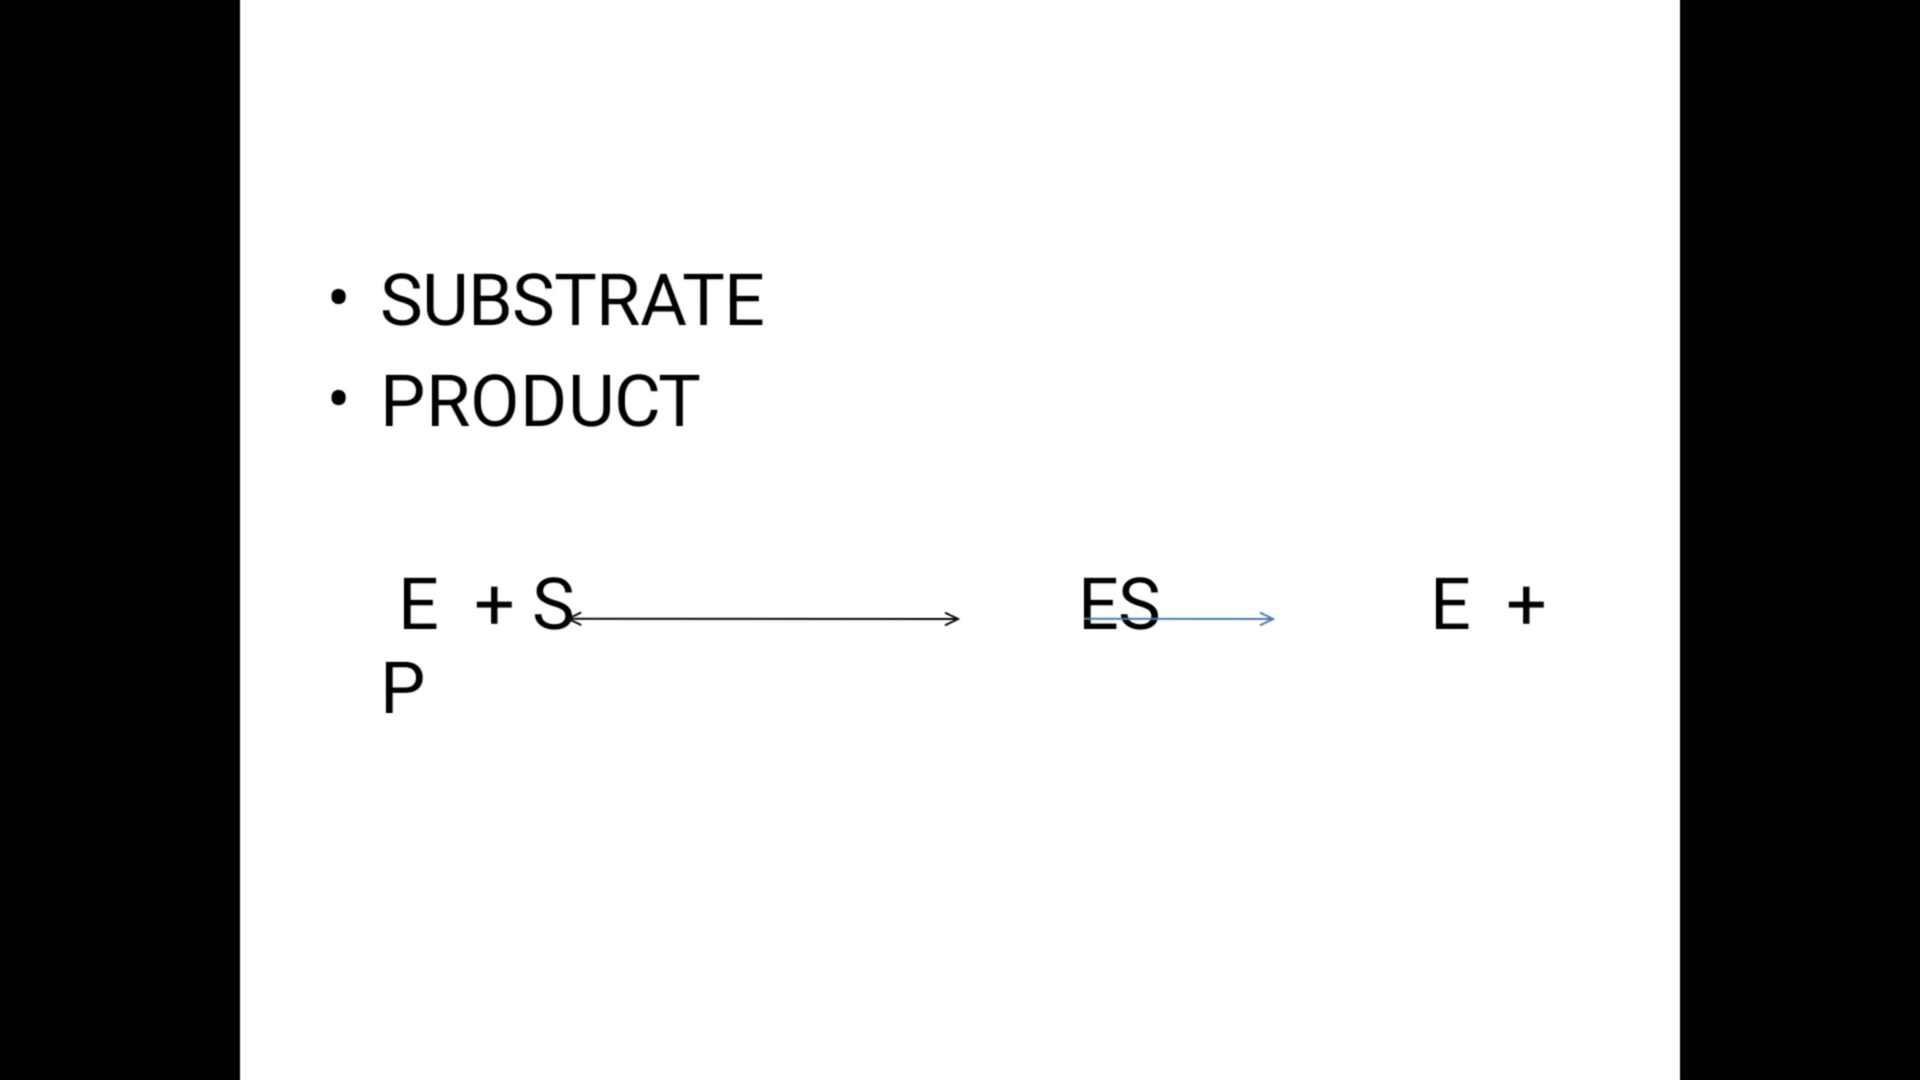 • SUBSTRATE
• PRODUCT
E + S ES E +
P